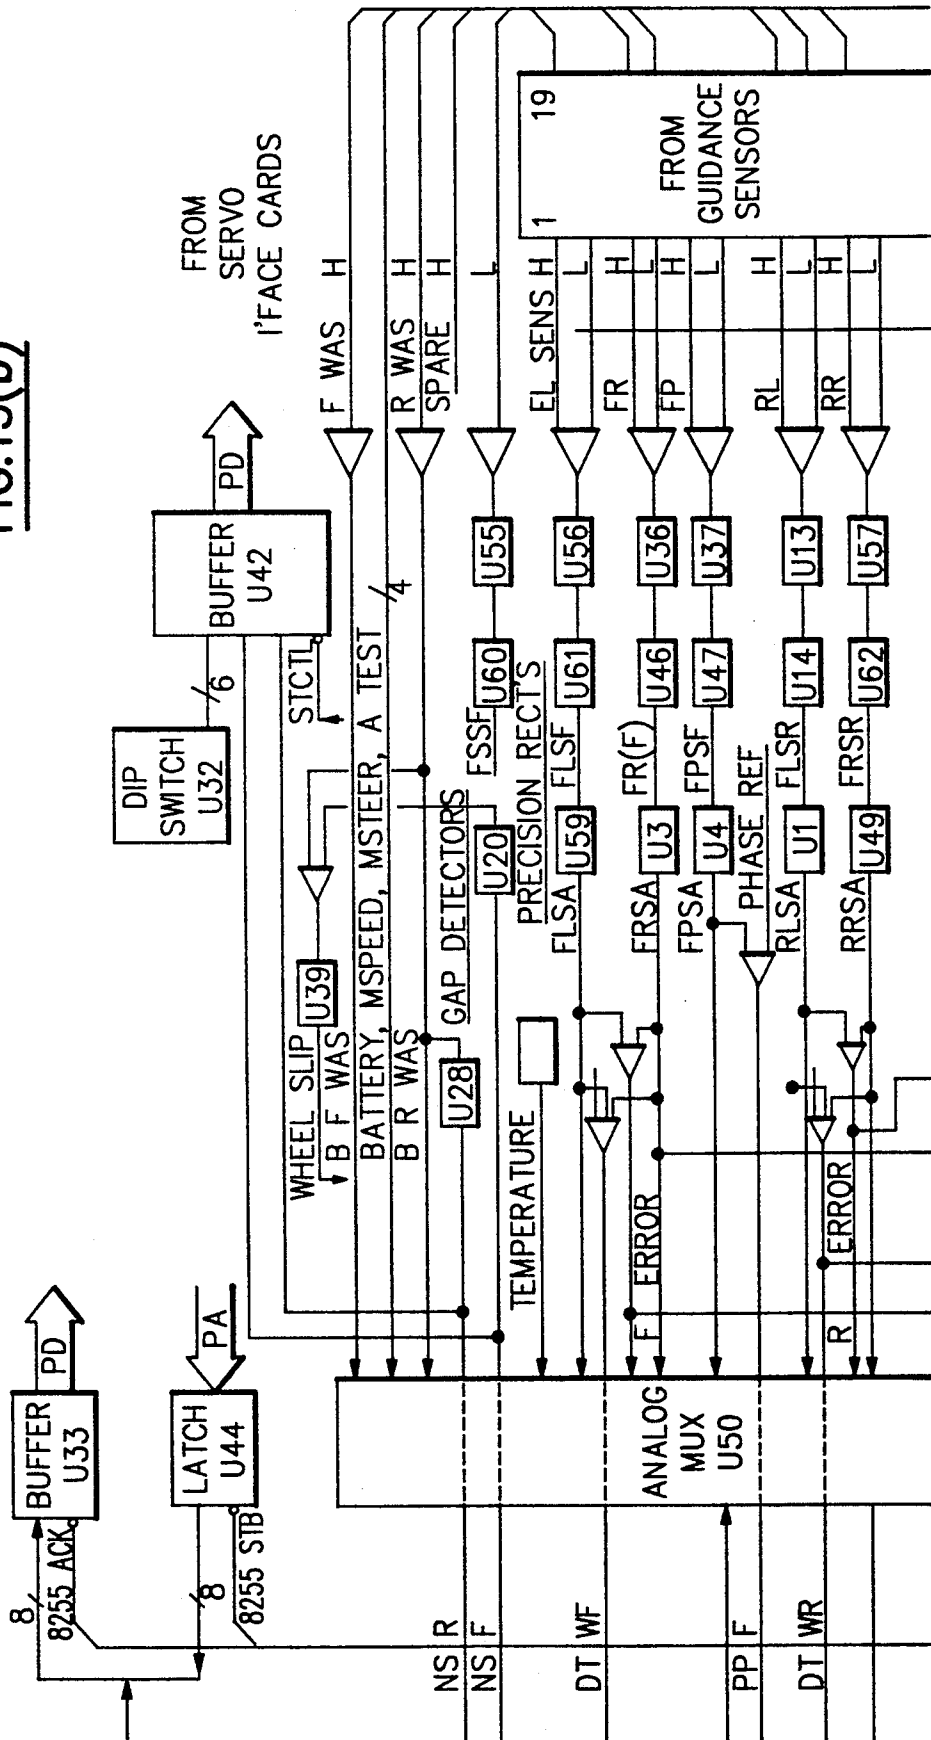 FROM
SERVO
I'FACE CARDS
F WAS H
R WAS H
SPARE H
L
19
1
FROM
GUIDANCE
SENSORS
EL SENS H
L
FR H
L
FP H
L
RL H
L
RR H
L
PD
BUFFER
U42
6
DIP
SWITCH
U32
STCTL
4
U55
U56
U36
U37
U13
U57
U60
U61
U46
U47
U14
U62
FSSF
PRECISION RECT'S
FLSF
FR(F)
FPSF
PHASE REF
FLSR
FRSR
U20
U59
U3
U4
U1
U49
FLSA
FRSA
FPSA
RLSA
RRSA
U39
WHEEL SLIP
B F WAS
BATTERY, MSPEED, MSTEER, A TEST
B R WAS
GAP DETECTORS
U28
TEMPERATURE
F ERROR
R ERROR
PD
BUFFER
U33
PA
LATCH
U44
8
8255 ACK
8
8255 STB
ANALOG
MUX
U50
NS R
NS F
DT WF
PP F
DT WR